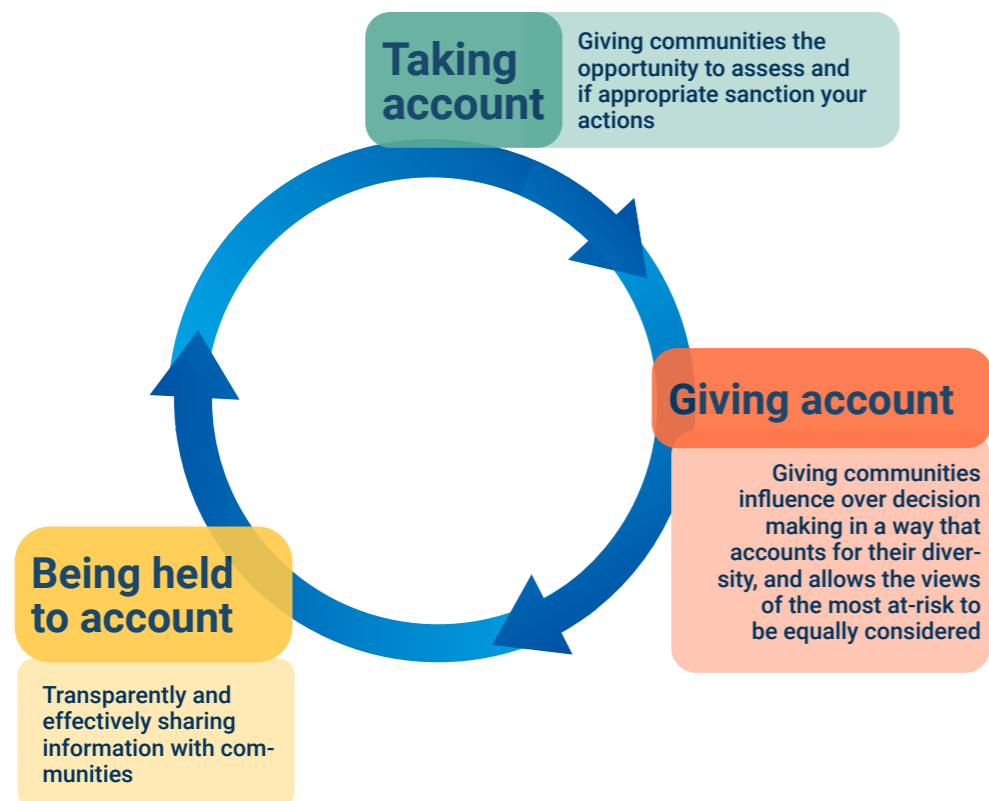 Taking
account
Giving communities the
opportunity to assess and
if appropriate sanction your
actions
Giving account
Giving communities
influence over decision
making in a way that
accounts for their diver-
sity, and allows the views
of the most at-risk to
be equally considered
Being held
to account
Transparently and
effectively sharing
information with com-
munities